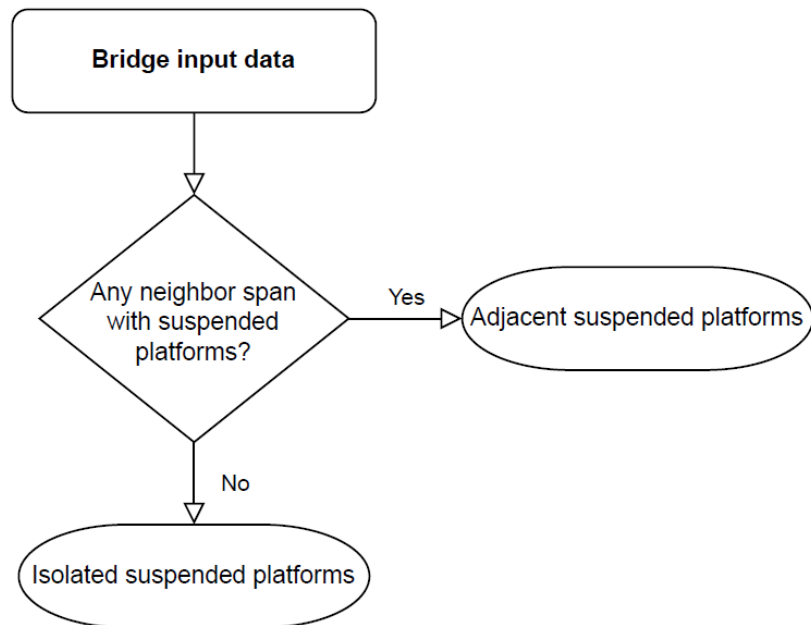 Bridge input data
Any neighbor span
with suspended
platforms?
Yes
Adjacent suspended platforms
No
Isolated suspended platforms